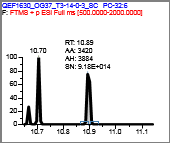 QEF1630_OG37_T3-14-0-3_SC PC-32:6
F: FTMS + p ESI Full ms [500.0000-2000.0000]
RT: 10.89
10.70
AA: 3420
AH: 3884
SN: 9.18E+014
10.7 10.8 10.9 11.0 11.1